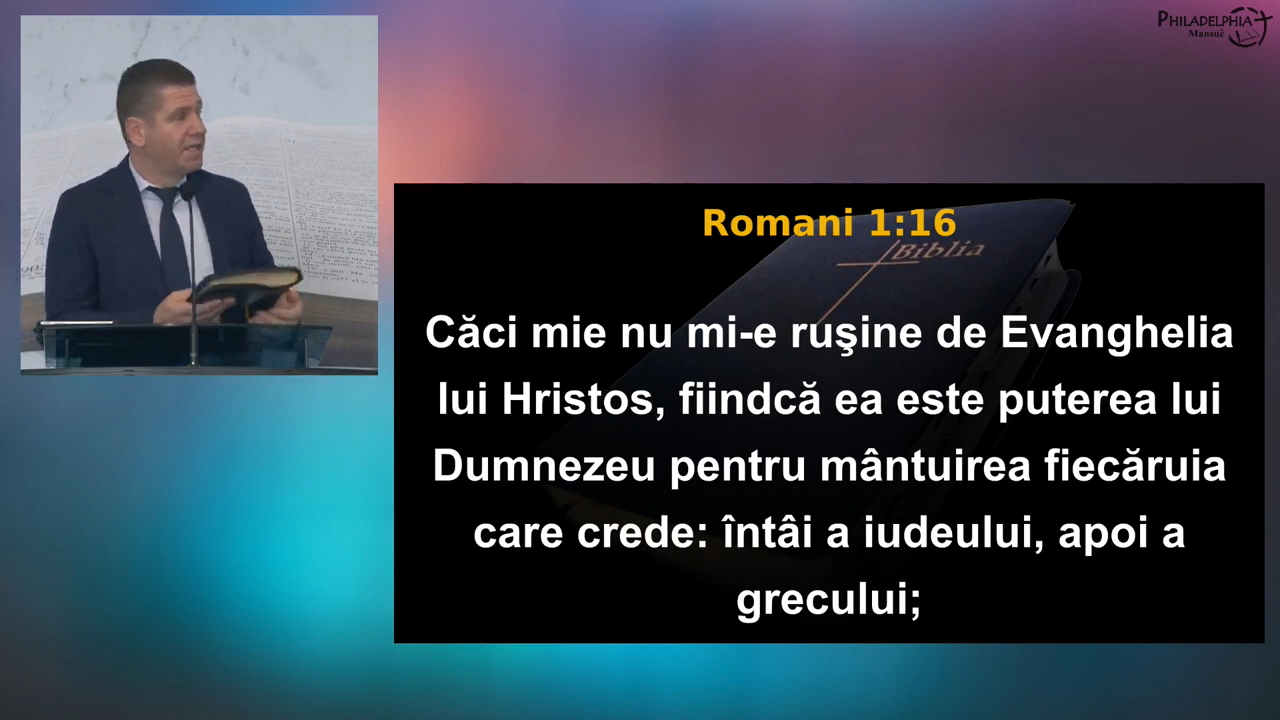 PHILADELPHIA
Mansuè
Romani 1:16
Biblia
Căci mie nu mi-e ruşine de Evanghelia
lui Hristos, fiindcă ea este puterea lui
Dumnezeu pentru mântuirea fiecăruia
care crede: întâi a iudeului, apoi a
grecului;